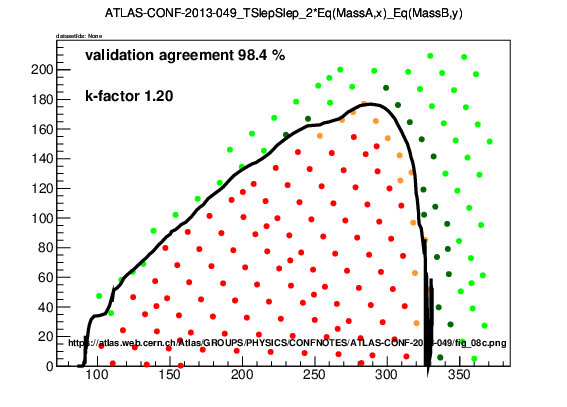 ATLAS-CONF-2013-049_TSlepSlep_2*Eq(MassA,x)_Eq(MassB,y)
datasetIds: None
validation agreement 98.4 %
k-factor 1.20
200
180
160
140
120
100
80
60
40
20
https://atlas.web.cern.ch/Atlas/GROUPS/PHYSICS/CONFNOTES/ATLAS-CONF-2013-049/fig_08c.png
0
100 150 200 250 300 350